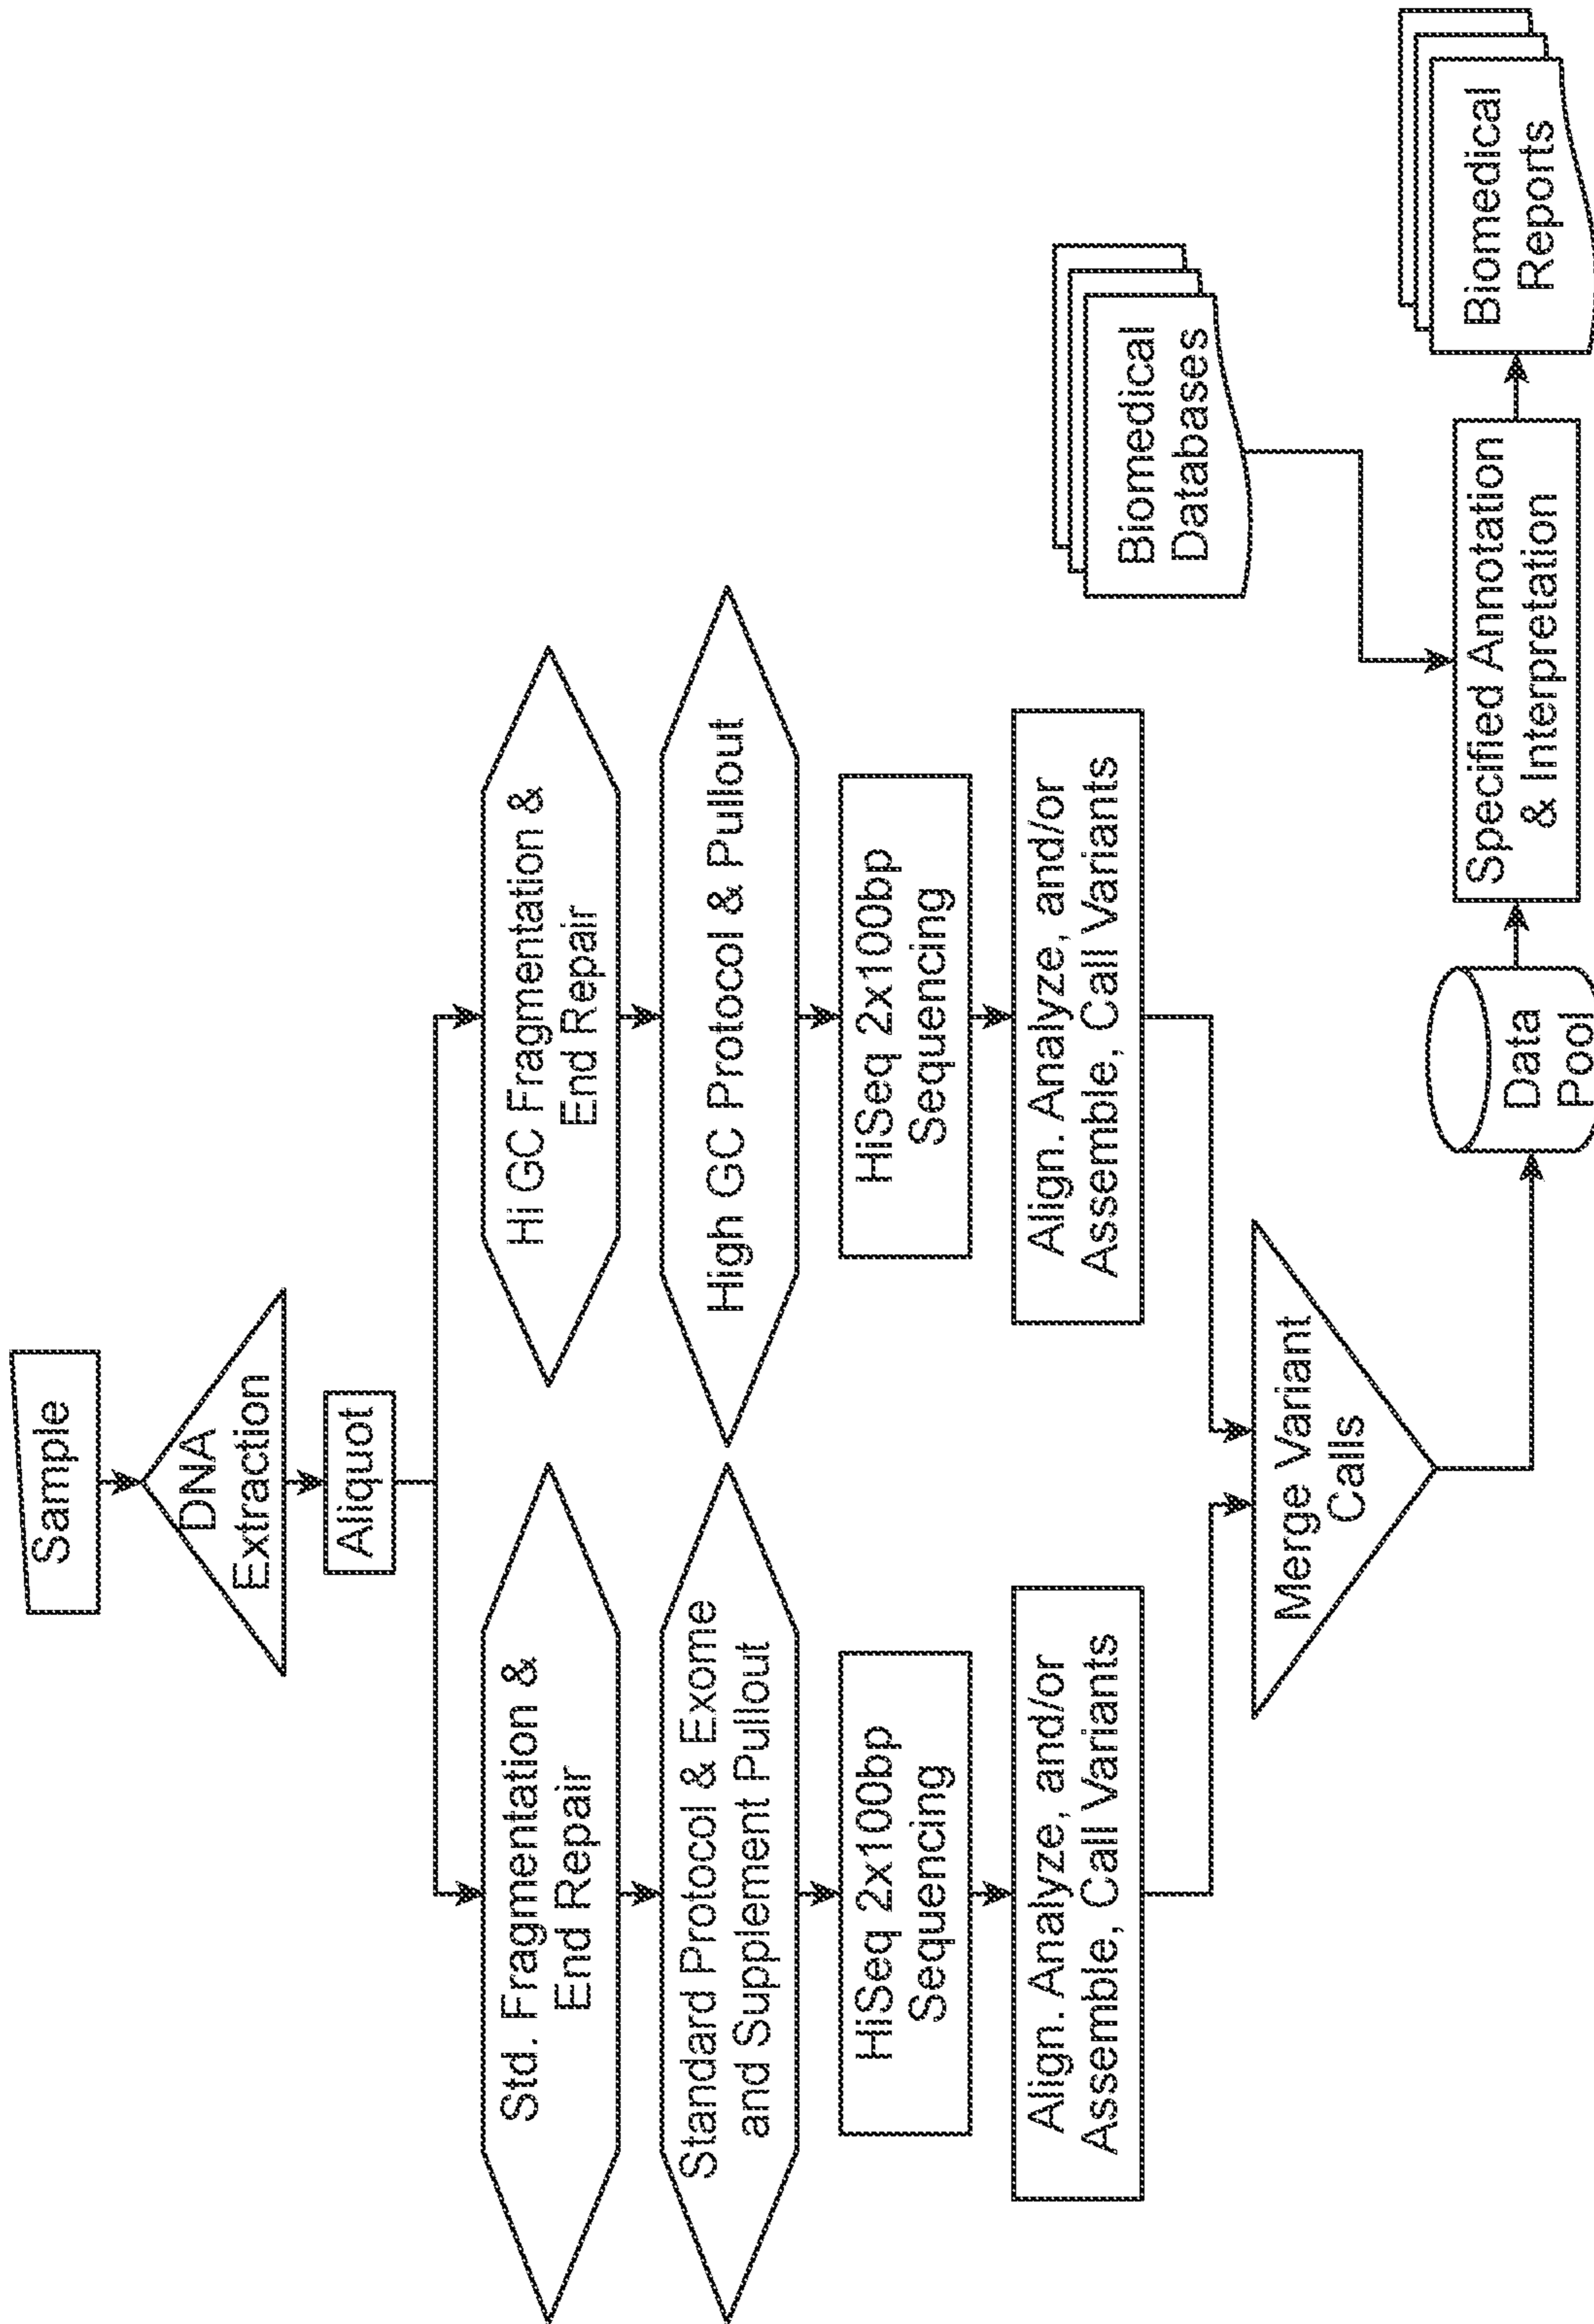 Sample
DNA
Extraction
Aliquot
Std. Fragmentation &
End Repair
Hi GC Fragmentation &
End Repair
Standard Protocol & Exome
and Supplement Pullout
High GC Protocol & Pullout
HiSeq 2x100bp
Sequencing
HiSeq 2x100bp
Sequencing
Align. Analyze, and/or
Assemble, Call Variants
Align. Analyze, and/or
Assemble, Call Variants
Merge Variant
Calls
Biomedical
Databases
Data
Pool
Specified Annotation
& Interpretation
Biomedical
Reports